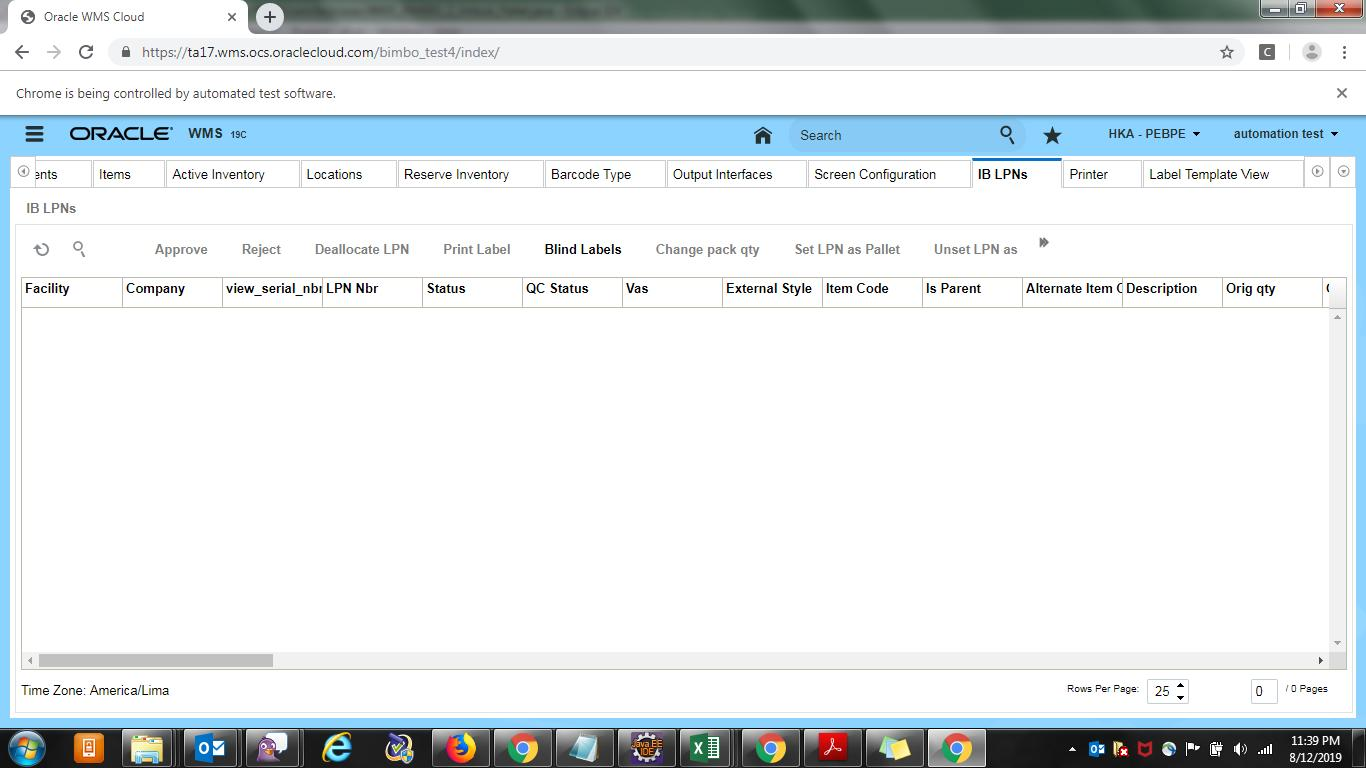 Oracle WMS Cloud
https://ta17.wms.ocs.oraclecloud.com/bimbo_test4/index/
C
Chrome is being controlled by automated test software.
ORACLE WMS 19C
Search
HKA - PEBPE
automation test
ents Items Active Inventory Locations Reserve Inventory Barcode Type Output Interfaces Screen Configuration IB LPNs Printer Label Template View
IB LPNs
Approve Reject Deallocate LPN Print Label Blind Labels Change pack qty Set LPN as Pallet Unset LPN as
Facility Company view_serial_nbr LPN Nbr Status QC Status Vas External Style Item Code Is Parent Alternate Item C Description Orig qty
Time Zone: America/Lima
Rows Per Page: 25 0 / 0 Pages
Java EE
IDE
11:39 PM
8/12/2019